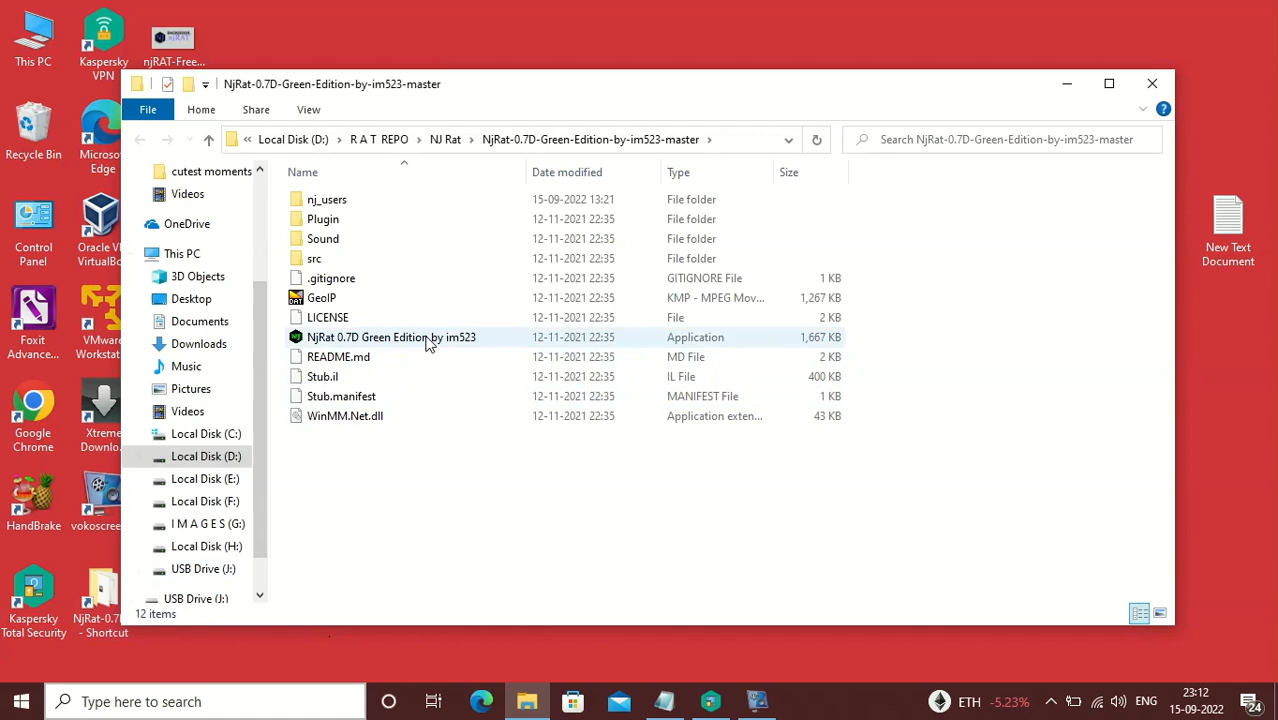 This PC
Kaspersky
VPN
njRAT-Free...
Recycle Bin
Microsoft
Edge
Control
Panel
Oracle VM
VirtualBox
Foxit
Advance...
VMware
Workstat
Google
Chrome
Xtreme
Downlo...
HandBrake
vokoscreen
Kaspersky
Total Security
NjRat-0.7D
- Shortcut
NjRat-0.7D-Green-Edition-by-im523-master
File
Home
Share
View
« Local Disk (D:) > R A T REPO > NJ Rat > NjRat-0.7D-Green-Edition-by-im523-master >
Search NjRat-0.7D-Green-Edition-by-im523-master
Name
Date modified
Type
Size
cutest moments
Videos
OneDrive
This PC
3D Objects
Desktop
Documents
Downloads
Music
Pictures
Videos
Local Disk (C:)
Local Disk (D:)
Local Disk (E:)
Local Disk (F:)
I M A G E S (G:)
Local Disk (H:)
USB Drive (J:)
USB Drive (J:)
nj_users 15-09-2022 13:21 File folder
Plugin 12-11-2021 22:35 File folder
Sound 12-11-2021 22:35 File folder
src 12-11-2021 22:35 File folder
.gitignore 12-11-2021 22:35 GITIGNORE File 1 KB
GeoIP 12-11-2021 22:35 KMP - MPEG Mov... 1,267 KB
LICENSE 12-11-2021 22:35 File 2 KB
NjRat 0.7D Green Edition by im523 12-11-2021 22:35 Application 1,667 KB
README.md 12-11-2021 22:35 MD File 2 KB
Stub.il 12-11-2021 22:35 IL File 400 KB
Stub.manifest 12-11-2021 22:35 MANIFEST File 2 KB
WinMM.Net.dll 12-11-2021 22:35 Application exten... 43 KB
12 items
New Text
Document
Type here to search
ETH -5.23%
ENG
23:12
15-09-2022
24